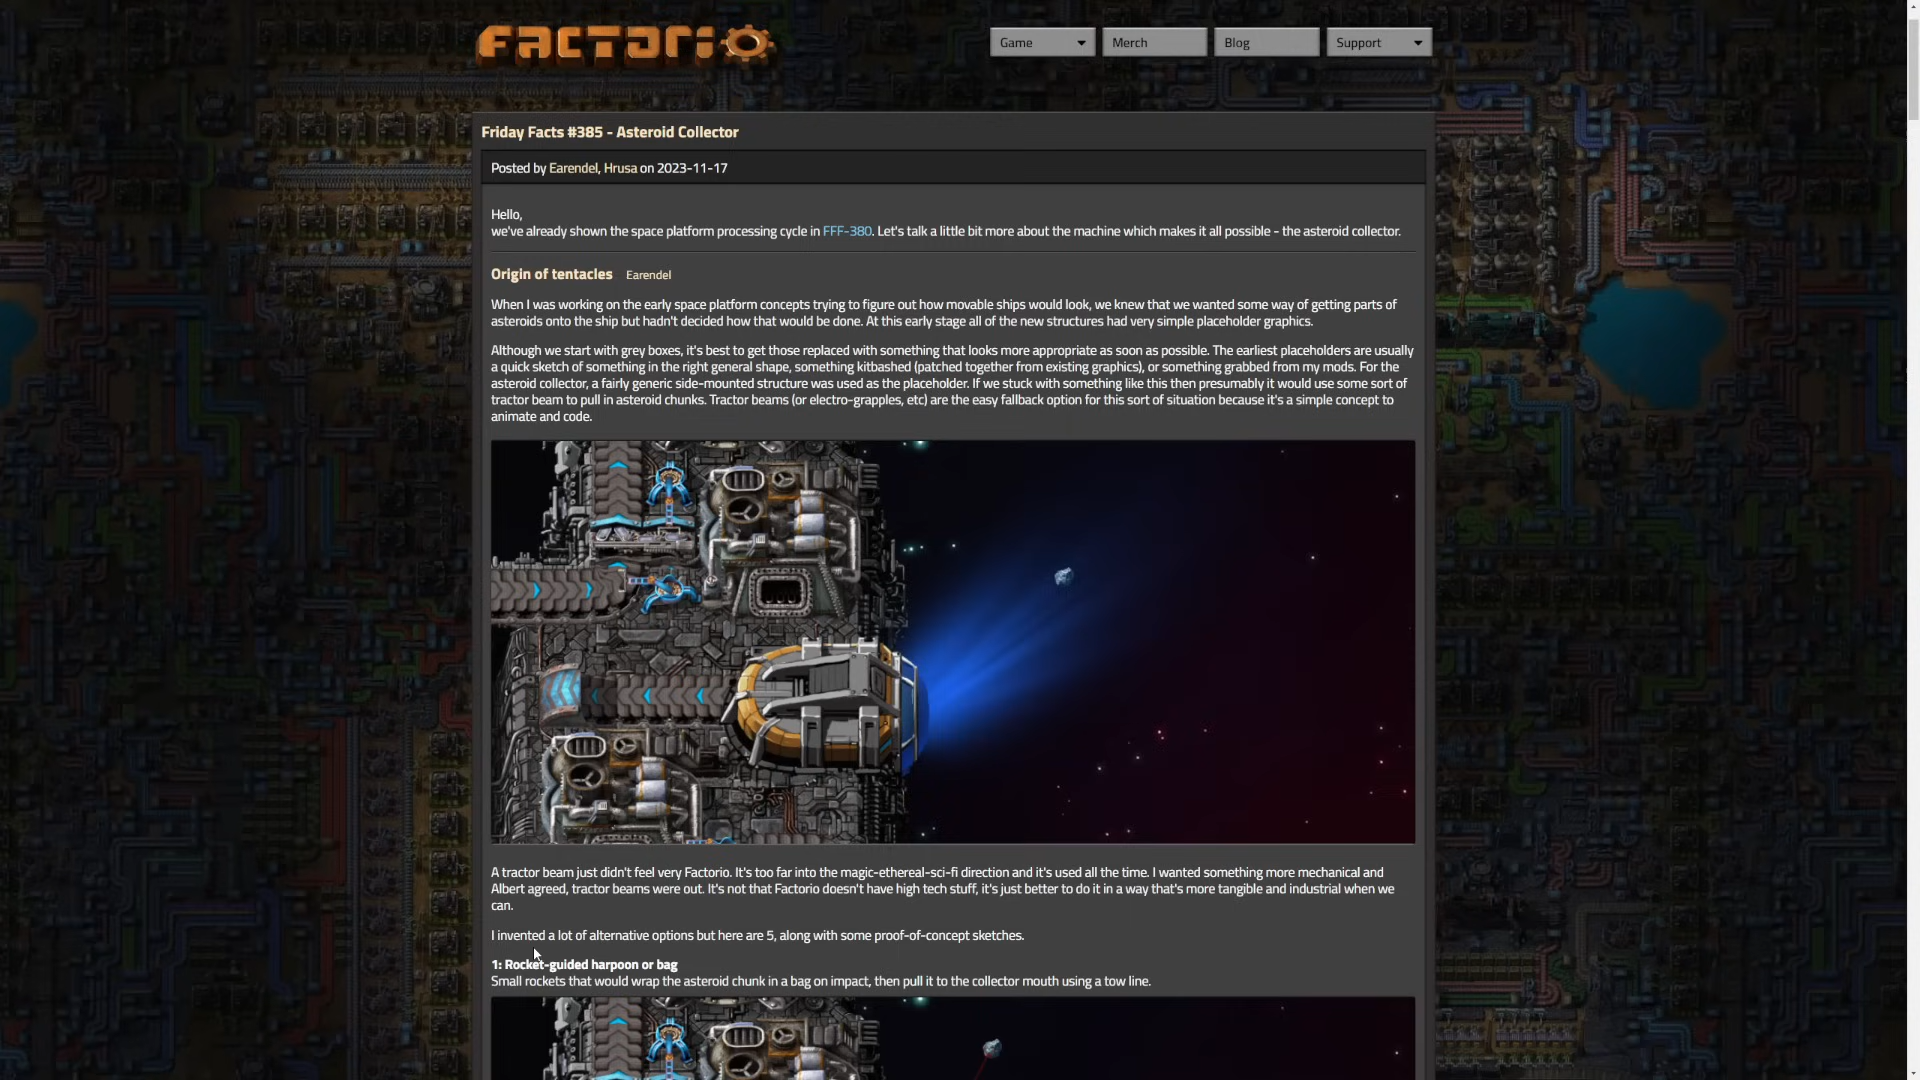 FACTORIO
Game
Merch
Blog
Support
Friday Facts #385 - Asteroid Collector
Posted by Earendel, Hrusa on 2023-11-17
Hello,
we've already shown the space platform processing cycle in FFF-380. Let's talk a little bit more about the machine which makes it all possible - the asteroid collector.
Origin of tentacles Earendel
When I was working on the early space platform concepts trying to figure out how movable ships would look, we knew that we wanted some way of getting parts of
asteroids onto the ship but hadn't decided how that would be done. At this early stage all of the new structures had very simple placeholder graphics.
Although we start with grey boxes, it's best to get those replaced with something that looks more appropriate as soon as possible. The earliest placeholders are usually
a quick sketch of something in the right general shape, something kitbashed (patched together from existing graphics), or something grabbed from my mods. For the
asteroid collector, a fairly generic side-mounted structure was used as the placeholder. If we stuck with something like this then presumably it would use some sort of
tractor beam to pull in asteroid chunks. Tractor beams (or electro-grapples, etc) are the easy fallback option for this sort of situation because it's a simple concept to
animate and code.
A tractor beam just didn't feel very Factorio. It's too far into the magic-ethereal-sci-fi direction and it's used all the time. I wanted something more mechanical and
Albert agreed, tractor beams were out. It's not that Factorio doesn't have high tech stuff, it's just better to do it in a way that's more tangible and industrial when we
can.
I invented a lot of alternative options but here are 5, along with some proof-of-concept sketches.
1: Rocket-guided harpoon or bag
Small rockets that would wrap the asteroid chunk in a bag on impact, then pull it to the collector mouth using a tow line.